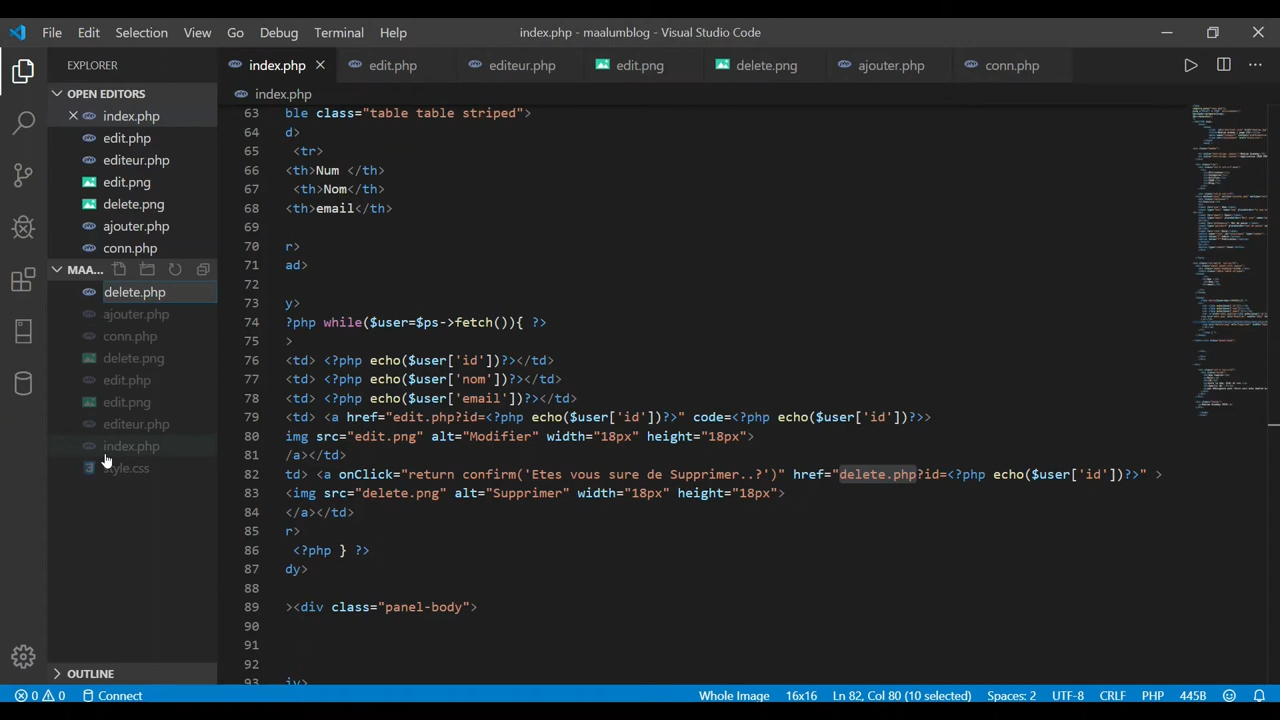 File Edit Selection View Go Debug Terminal Help index.php - maalumblog - Visual Studio Code
EXPLORER
index.php edit.php editeur.php edit.png delete.png ajouter.php conn.php
OPEN EDITORS
index.php
edit.php
editeur.php
edit.png
delete.png
ajouter.php
conn.php
MAA...
delete.php
ajouter.php
conn.php
delete.png
edit.php
edit.png
editeur.php
index.php
style.css
OUTLINE
index.php
63 ble class="table table striped">
64 d>
65 <tr>
66 <th>Num </th>
67 <th>Nom</th>
68 <th>email</th>
69
70 r>
71 ad>
72
73 y>
74 ?php while($user=$ps->fetch()){ ?>
75 >
76 <td> <?php echo($user['id'])?></td>
77 <td> <?php echo($user['nom'])?></td>
78 <td> <?php echo($user['email'])?></td>
79 <td> <a href="edit.php?id=<?php echo($user['id'])?>" code=<?php echo($user['id'])?>
80 img src="edit.png" alt="Modifier" width="18px" height="18px">
81 /a></td>
82 td> <a onClick="return confirm('Etes vous sure de Supprimer..?')" href="delete.php?id=<?php echo($user['id'])?>" >
83 <img src="delete.png" alt="Supprimer" width="18px" height="18px">
84 </a></td>
85 r>
86 <?php } ?>
87 dy>
88
89 ><div class="panel-body">
90
91
92
93 iv>
0 0 Connect Whole Image 16x16 Ln 82, Col 80 (10 selected) Spaces: 2 UTF-8 CRLF PHP 445B